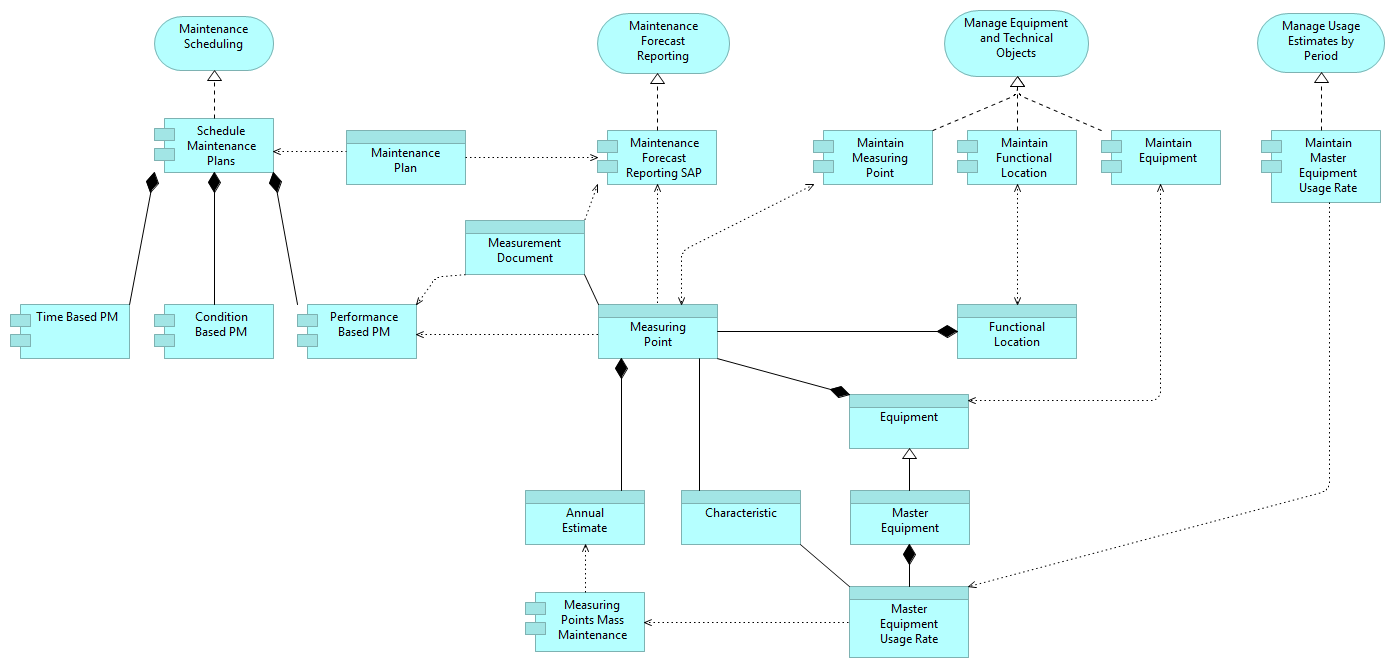 Maintenance
Scheduling
Maintenance
Forecast
Reporting
Manage Equipment
and Technical
Objects
Manage Usage
Estimates by
Period
Schedule
Maintenance
Plans
Maintenance
Plan
Maintenance
Forecast
Reporting SAP
Maintain
Measuring
Point
Maintain
Functional
Location
Maintain
Equipment
Maintain
Master
Equipment
Usage Rate
Measurement
Document
Time Based PM
Condition
Based PM
Performance
Based PM
Measuring
Point
Functional
Location
Equipment
Annual
Estimate
Characteristic
Master
Equipment
Measuring
Points Mass
Maintenance
Master
Equipment
Usage Rate